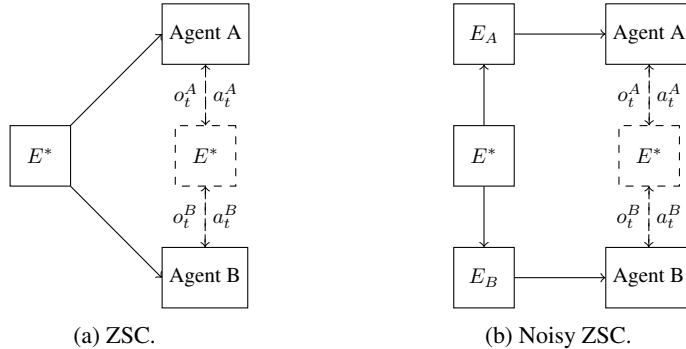 Agent A
$o_t^A$ $a_t^A$
$E^*$ $E^*$
$o_t^B$ $a_t^B$
Agent B
(a) ZSC.
$E_A$ Agent A
$o_t^A$ $a_t^A$
$E^*$ $E^*$
$o_t^B$ $a_t^B$
$E_B$ Agent B
(b) Noisy ZSC.